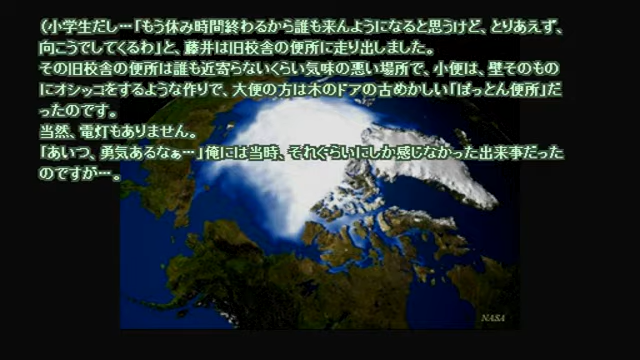 （小学生だし…「もう休み時間終わるから誰も来んようになると思うけど、とりあえず、
向こうでしてくるわ」と、藤井は旧校舎の便所に走り出しました。
その旧校舎の便所は誰も近寄らないくらい気味の悪い場所で、小便は、壁そのもの
にオシッコをするような作りで、大便の方は木のドアの古めかしい「ぼっとん便所」だ
ったのです。
当然、電灯もありません。
「あいつ、勇気あるなぁ…」俺には当時、それぐらいにしか感じなかった出来事だった
のですが…。
NASA